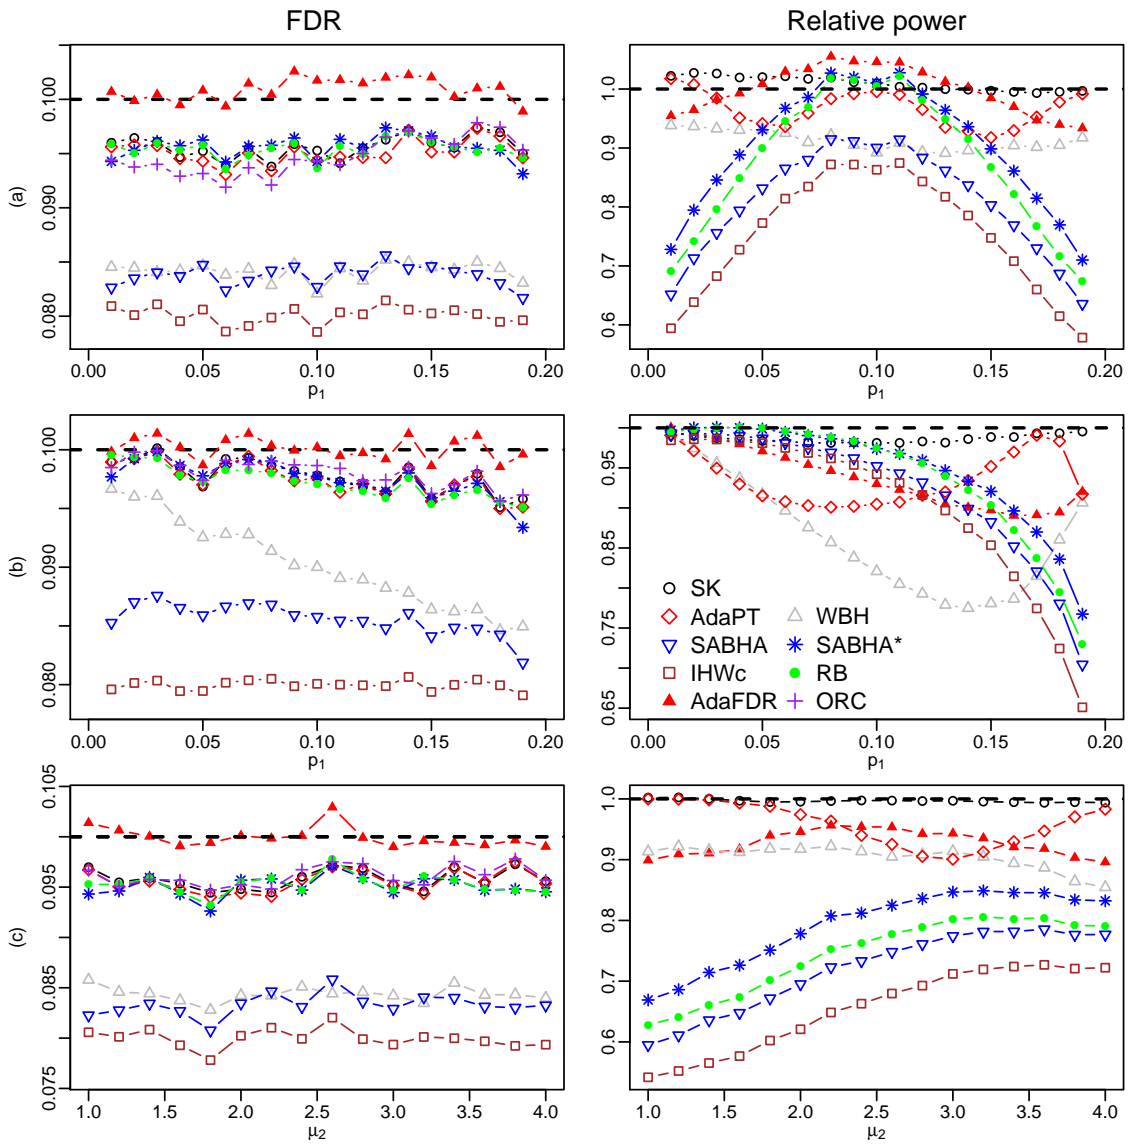 FDR
Relative power
(a)
0.100
0.090
0.080
0.00 0.05 0.10 0.15 0.20
p1
1.0
0.9
0.8
0.7
0.6
0.00 0.05 0.10 0.15 0.20
p1
(b)
0.100
0.090
0.080
0.00 0.05 0.10 0.15 0.20
p1
0.95
0.85
0.75
0.65
SK
AdaPT
WBH
SABHA
SABHA*
IHWc
RB
AdaFDR
ORC
0.00 0.05 0.10 0.15 0.20
p1
(c)
0.105
0.095
0.085
0.075
1.0 1.5 2.0 2.5 3.0 3.5 4.0
μ2
1.0
0.9
0.8
0.7
0.6
1.0 1.5 2.0 2.5 3.0 3.5 4.0
μ2